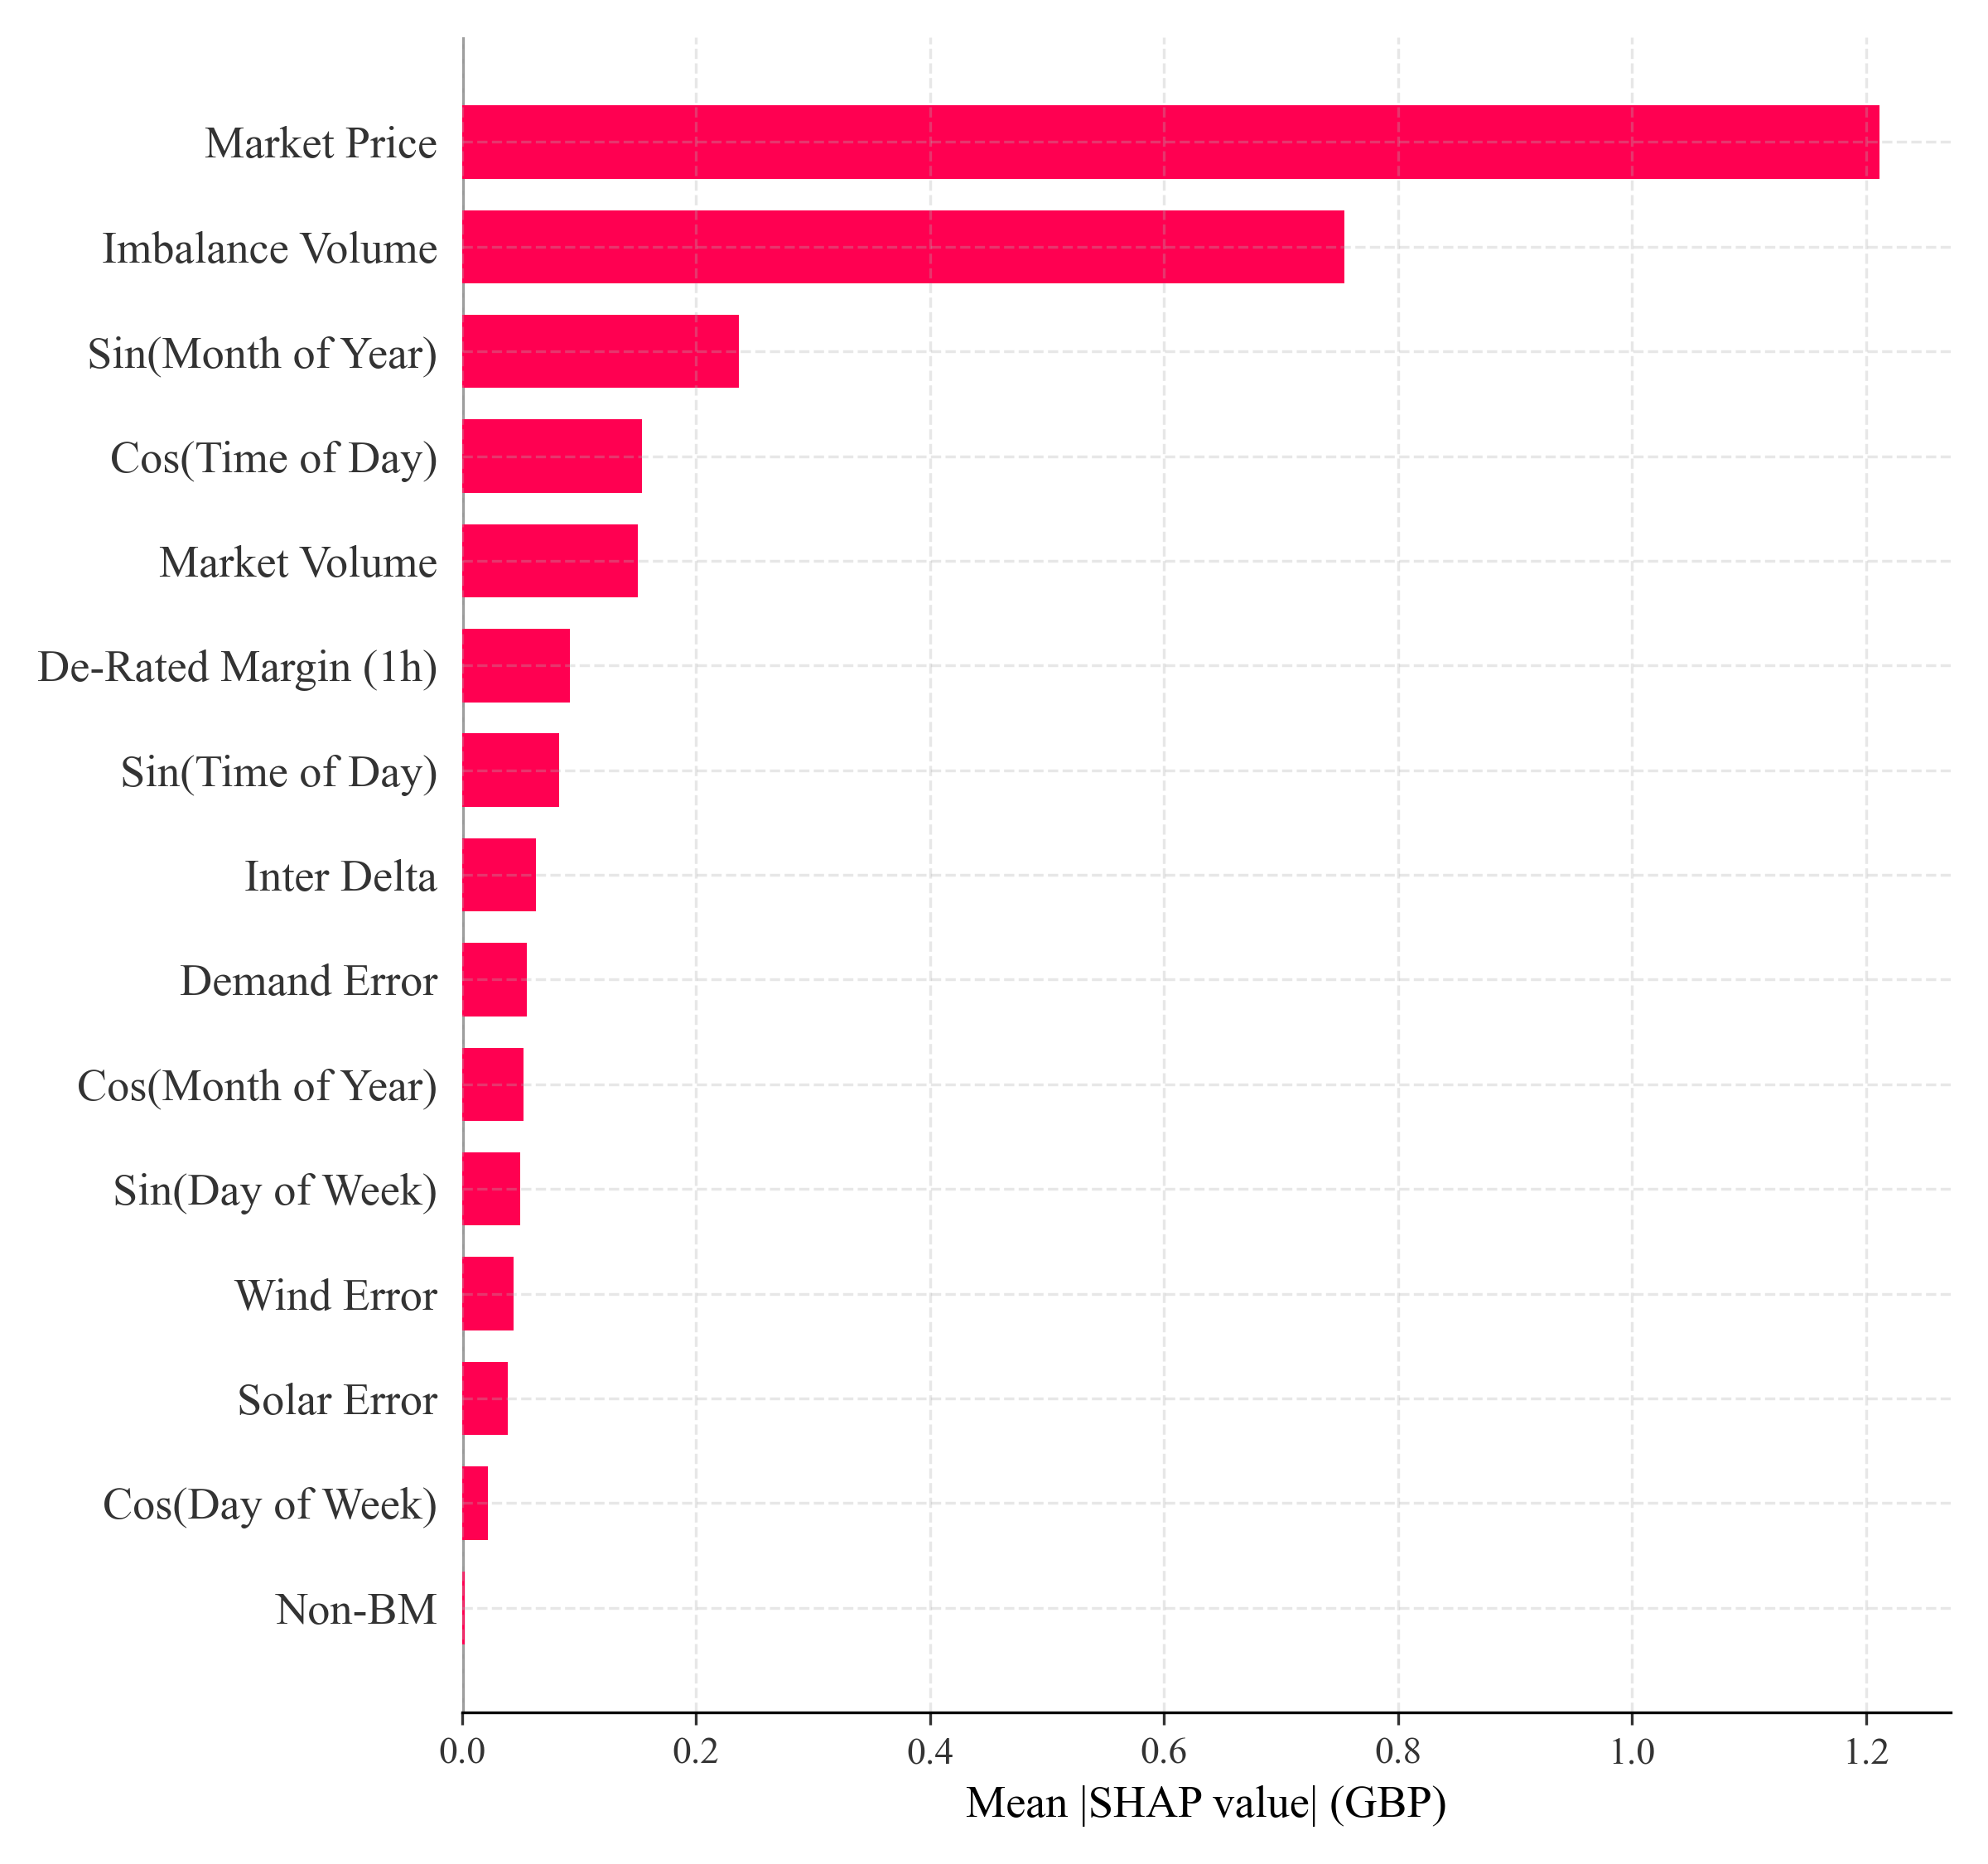 Market Price
Imbalance Volume
Sin(Month of Year)
Cos(Time of Day)
Market Volume
De-Rated Margin (1h)
Sin(Time of Day)
Inter Delta
Demand Error
Cos(Month of Year)
Sin(Day of Week)
Wind Error
Solar Error
Cos(Day of Week)
Non-BM
0.0 0.2 0.4 0.6 0.8 1.0 1.2
Mean |SHAP value| (GBP)